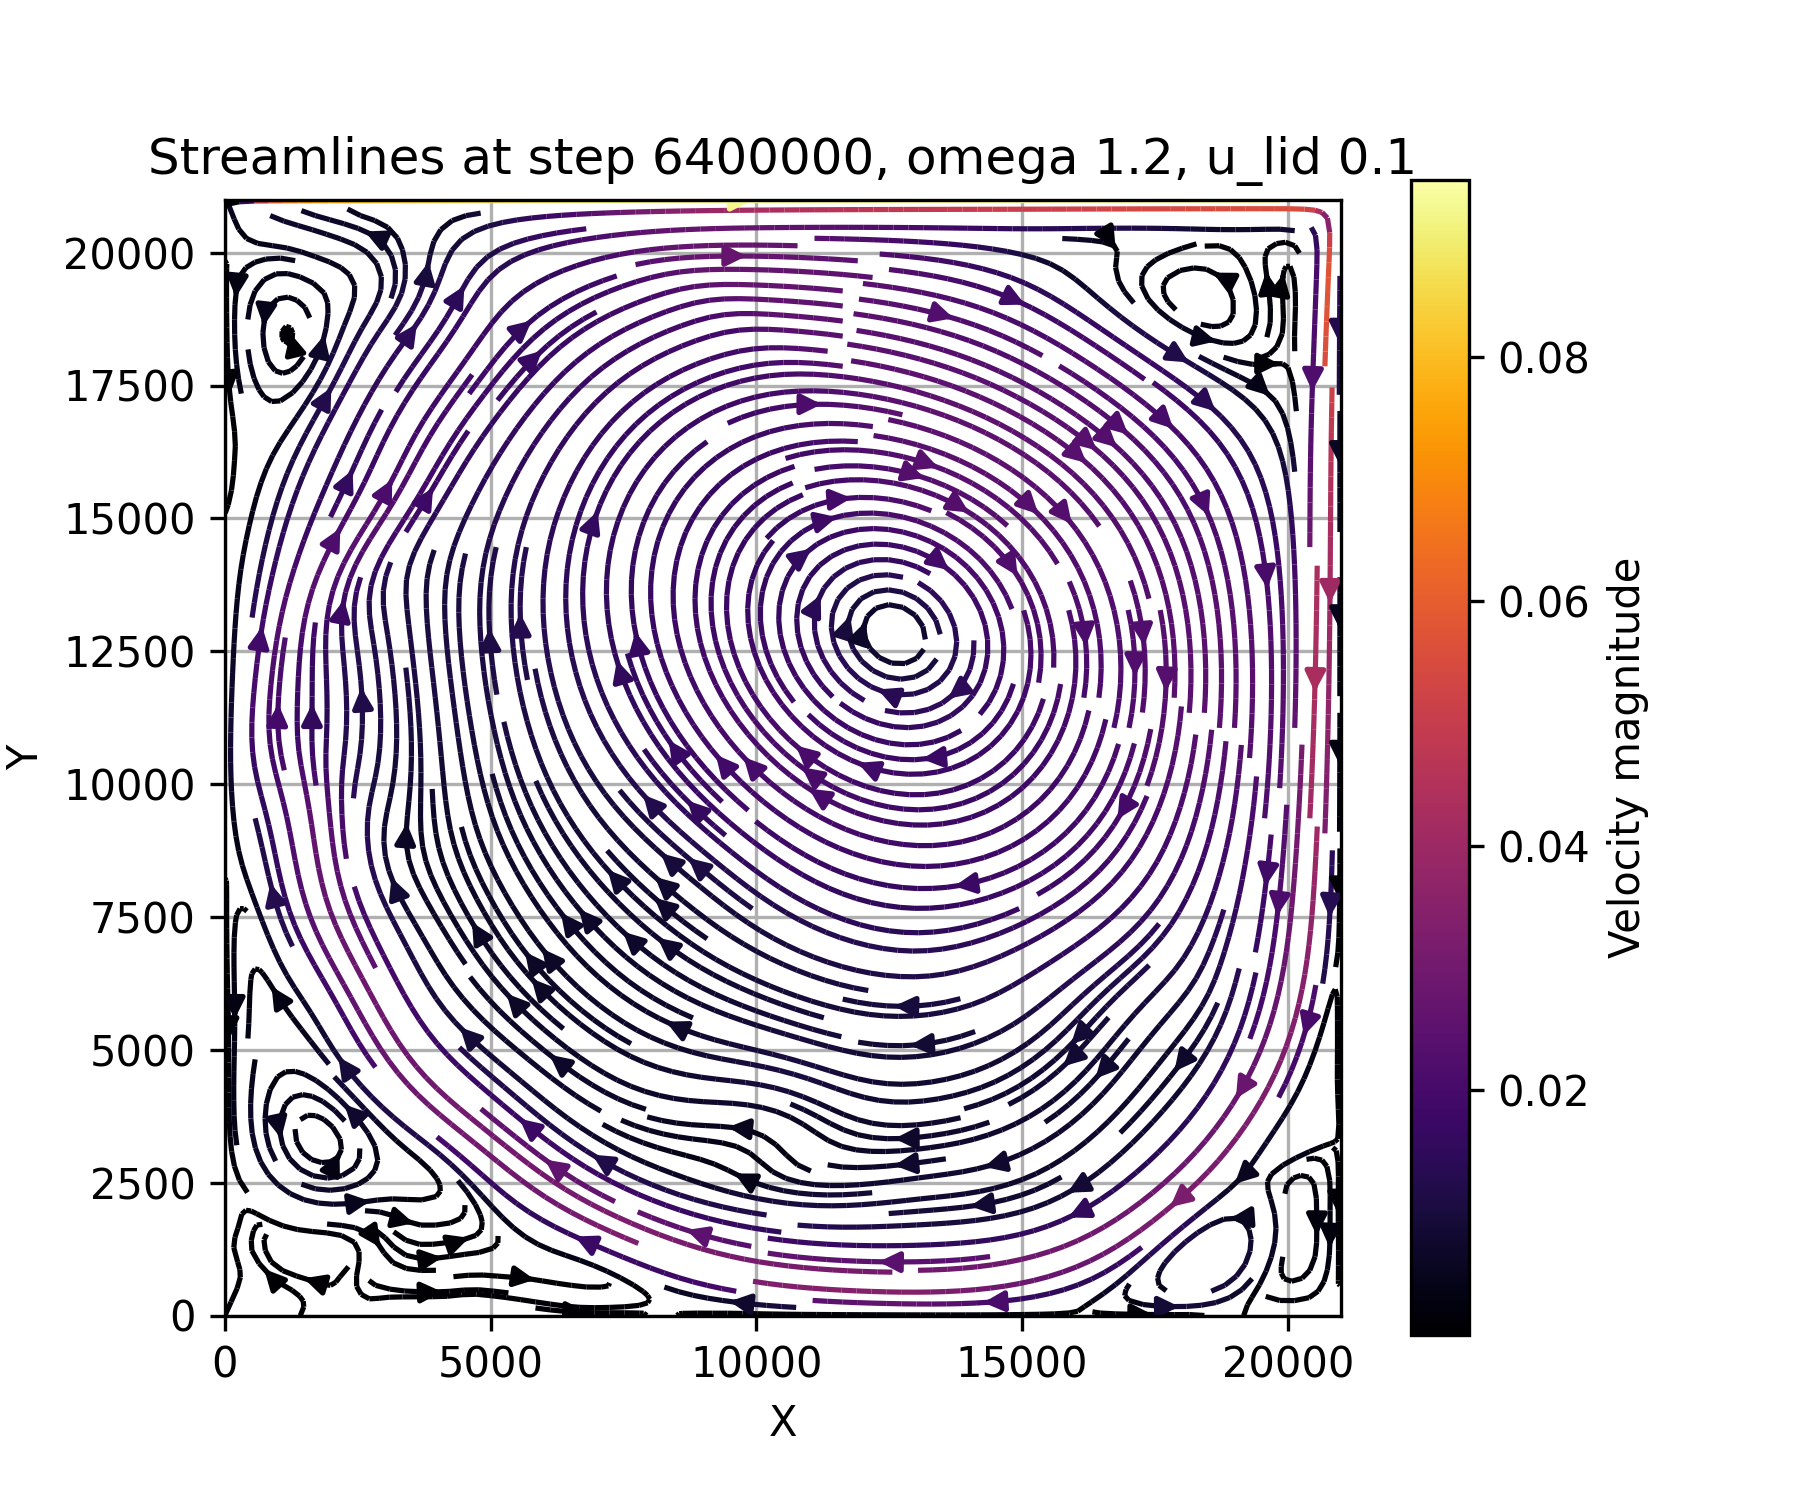 Streamlines at step 6400000, omega 1.2, u_lid 0.1
20000
17500
15000
12500
10000
7500
5000
2500
0
Y
0 5000 10000 15000 20000
X
0.08
0.06
0.04
0.02
Velocity magnitude